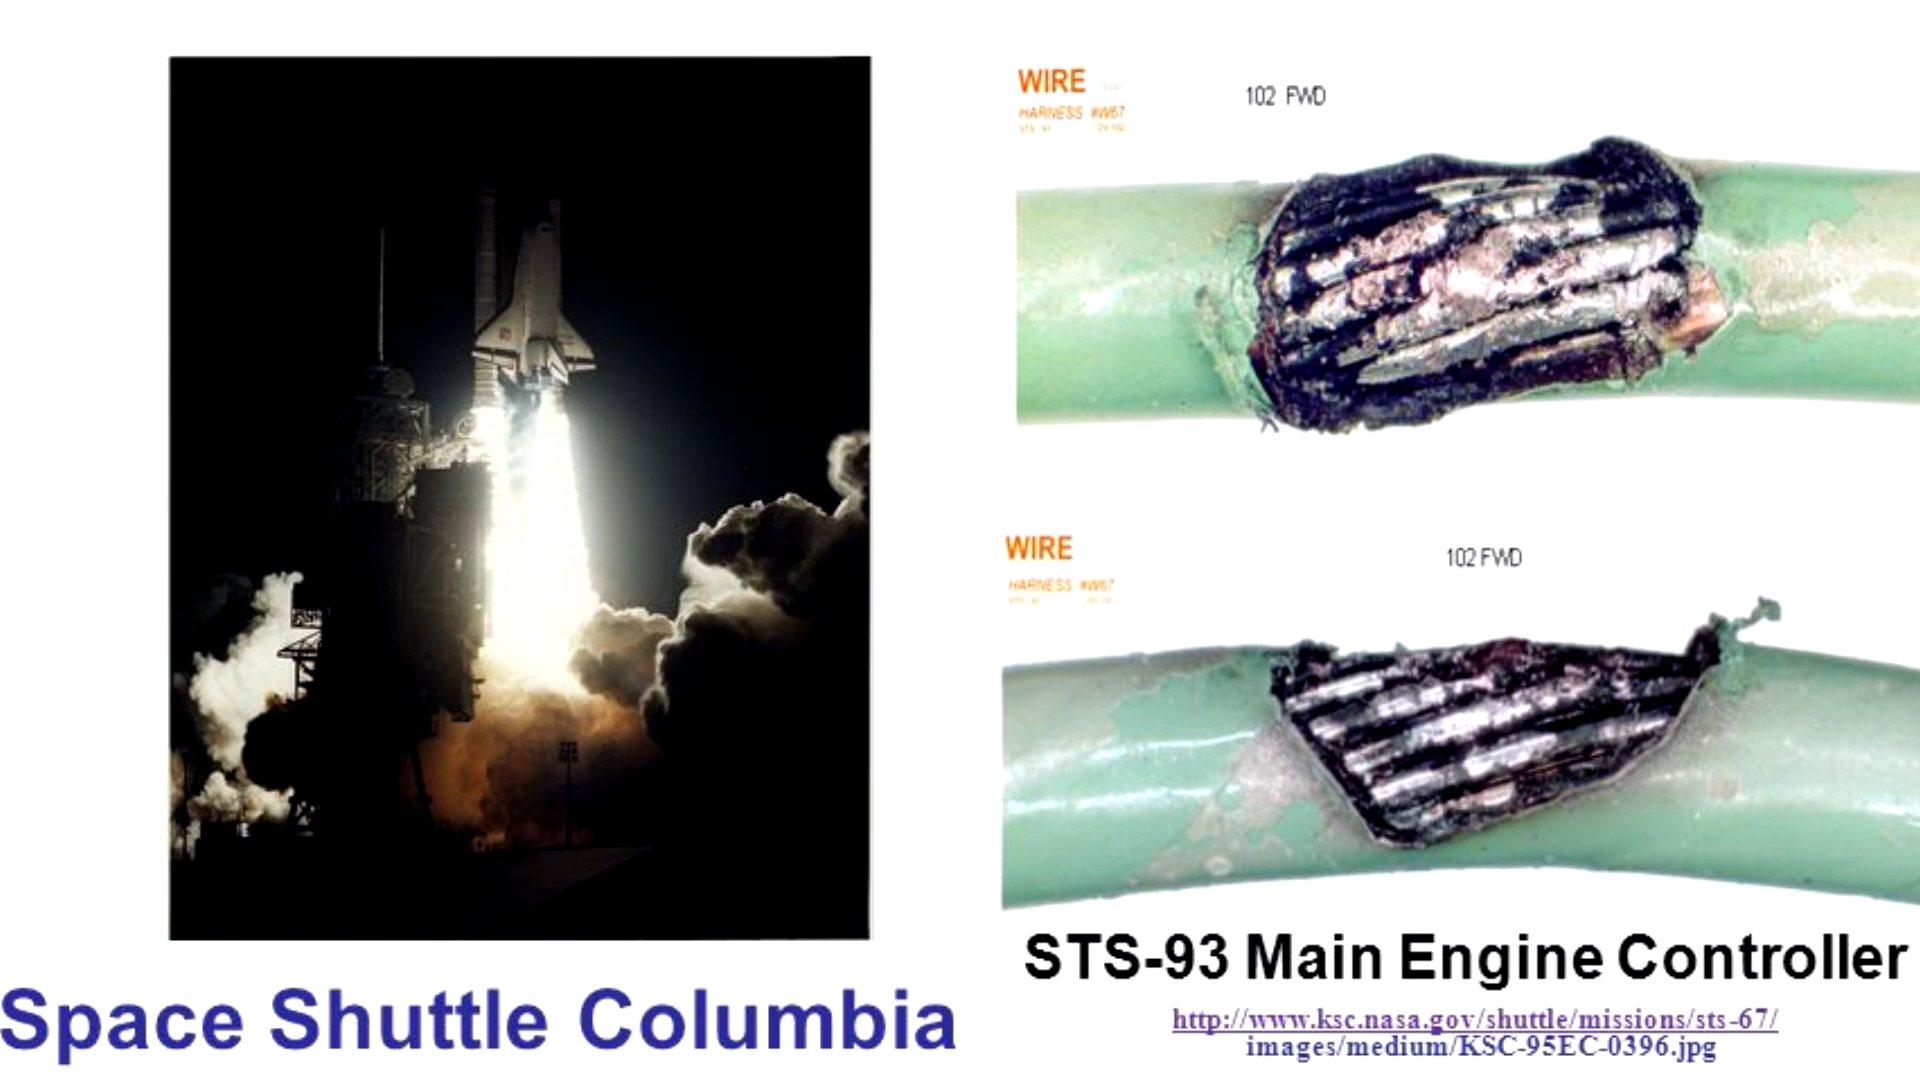 WIRE
HARNESS #W67
102 FWD
WIRE
HARNESS #W67
102 FWD
STS-93 Main Engine Controller
Space Shuttle Columbia
http://www.ksc.nasa.gov/shuttle/missions/sts-67/
images/medium/KSC-95EC-0396.jpg